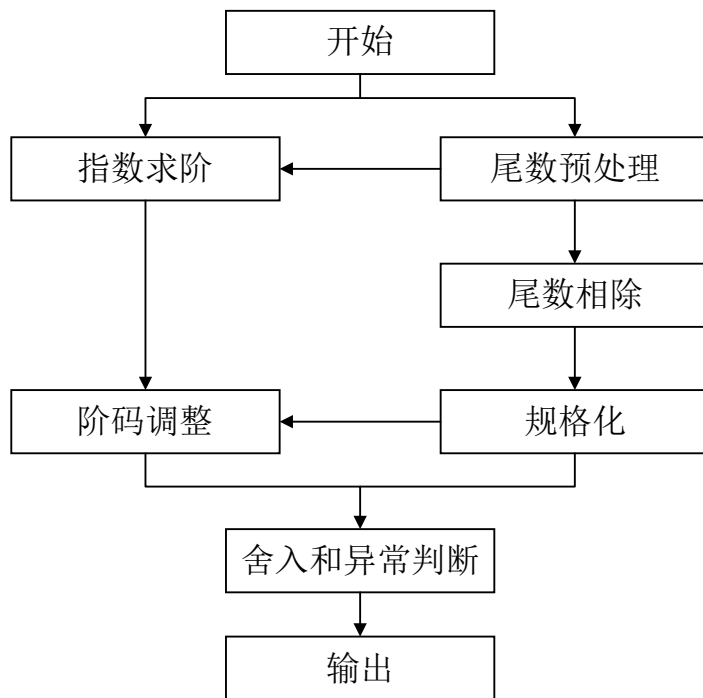 开始
指数求阶
尾数预处理
尾数相除
阶码调整
规格化
舍入和异常判断
输出